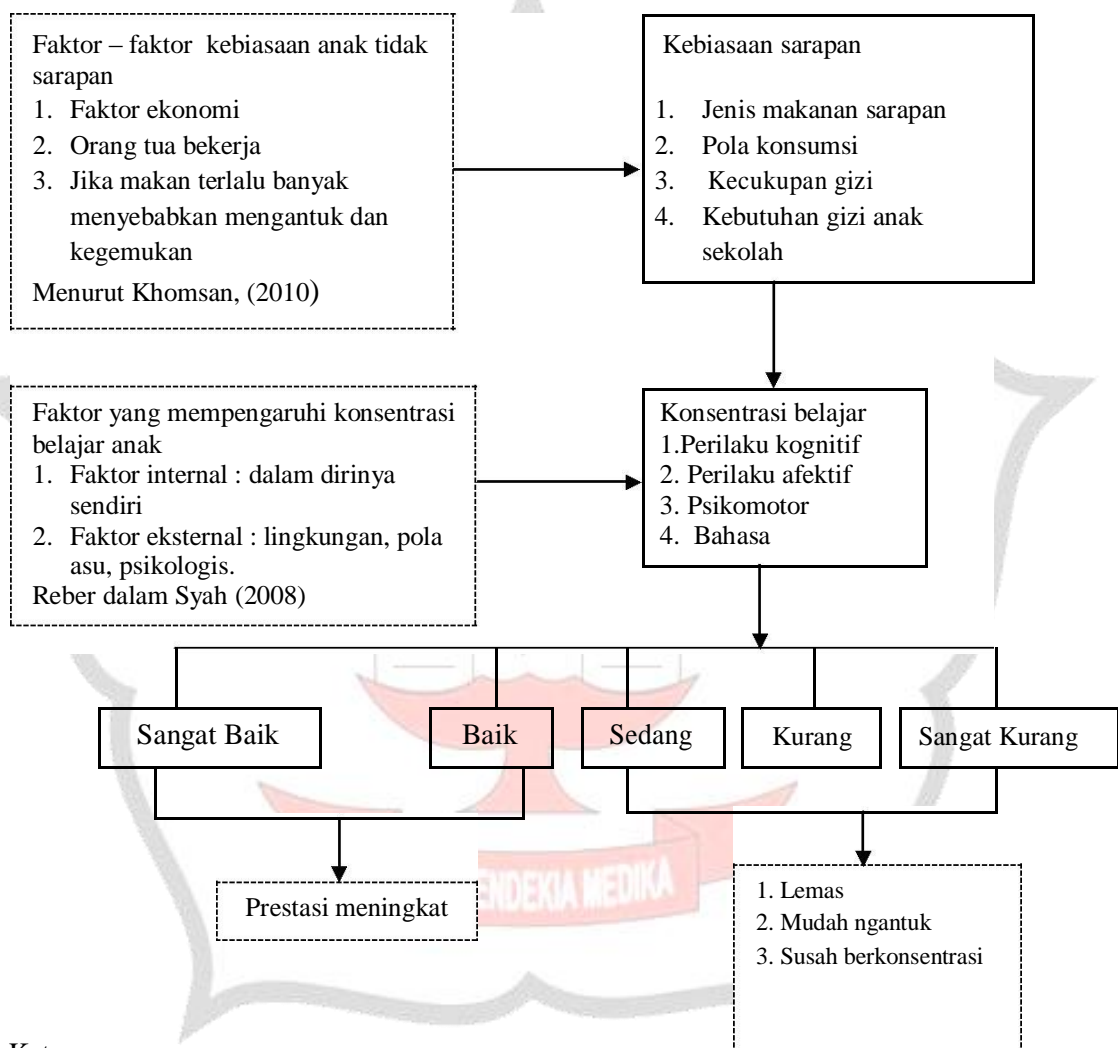 Faktor – faktor kebiasaan anak tidak
sarapan
1. Faktor ekonomi
2. Orang tua bekerja
3. Jika makan terlalu banyak
menyebabkan mengantuk dan
kegemukan
Menurut Khomsan, (2010)
Kebiasaan sarapan
1. Jenis makanan sarapan
2. Pola konsumsi
3. Kecukupan gizi
4. Kebutuhan gizi anak
sekolah
Faktor yang mempengaruhi konsentrasi
belajar anak
1. Faktor internal : dalam dirinya
sendiri
2. Faktor eksternal : lingkungan, pola
asu, psikologis.
Reber dalam Syah (2008)
Konsentrasi belajar
1.Perilaku kognitif
2. Perilaku afektif
3. Psikomotor
4. Bahasa
Sangat Baik
Baik
Sedang
Kurang
Sangat Kurang
Prestasi meningkat
ENDEKIA MEDIKA
1. Lemas
2. Mudah ngantuk
3. Susah berkonsentrasi